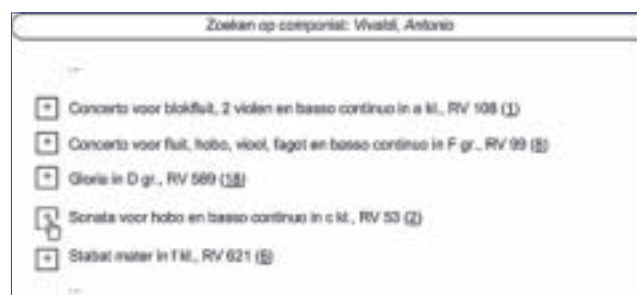 Zoeken op componist: Vivaldi, Antonio
...
+ Concerto voor blokfluit, 2 violen en basso continuo in a kl., RV 108 (1)
+ Concerto voor fluit, hobo, viool, fagot en basso continuo in F gr., RV 99 (8)
+ Gloria in D gr., RV 589 (18)
Sonata voor hobo en basso continuo in c kl., RV 53 (2)
+ Stabat mater in f kl., RV 621 (6)
...